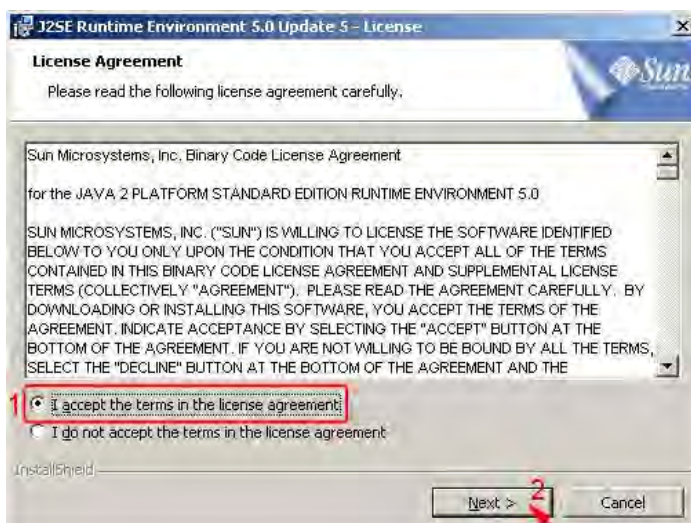 J2SE Runtime Environment 5.0 Update 5 - License
License Agreement
Please read the following license agreement carefully.
Sun
Sun Microsystems, Inc. Binary Code License Agreement
for the JAVA 2 PLATFORM STANDARD EDITION RUNTIME ENVIRONMENT 5.0
SUN MICROSYSTEMS, INC. ("SUN") IS WILLING TO LICENSE THE SOFTWARE IDENTIFIED
BELOW TO YOU ONLY UPON THE CONDITION THAT YOU ACCEPT ALL OF THE TERMS
CONTAINED IN THIS BINARY CODE LICENSE AGREEMENT AND SUPPLEMENTAL LICENSE
TERMS (COLLECTIVELY "AGREEMENT"). PLEASE READ THE AGREEMENT CAREFULLY. BY
DOWNLOADING OR INSTALLING THIS SOFTWARE, YOU ACCEPT THE TERMS OF THE
AGREEMENT. INDICATE ACCEPTANCE BY SELECTING THE "ACCEPT" BUTTON AT THE
BOTTOM OF THE AGREEMENT. IF YOU ARE NOT WILLING TO BE BOUND BY ALL THE TERMS,
SELECT THE "DECLINE" BUTTON AT THE BOTTOM OF THE AGREEMENT AND THE
1 I accept the terms in the license agreement
I do not accept the terms in the license agreement
InstallShield
Next > 2 Cancel